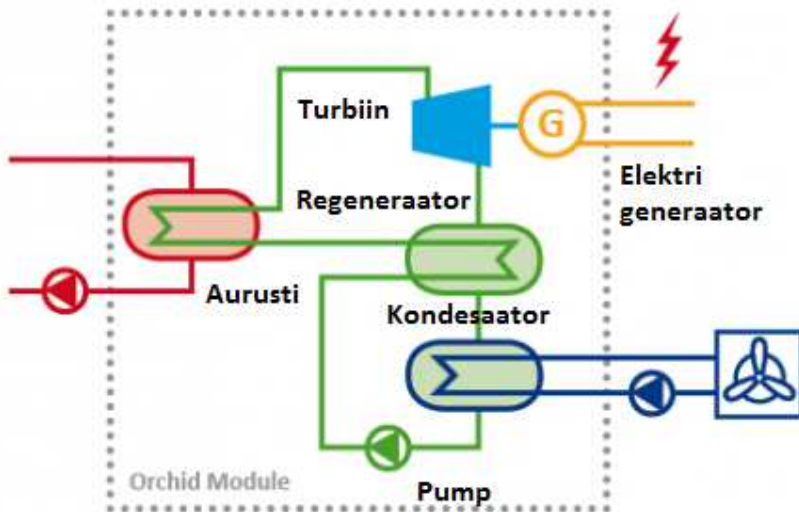 Turbiin
G
Regeneraator
Elektri
generaator
Aurusti
Kondesaator
Orchid Module
Pump